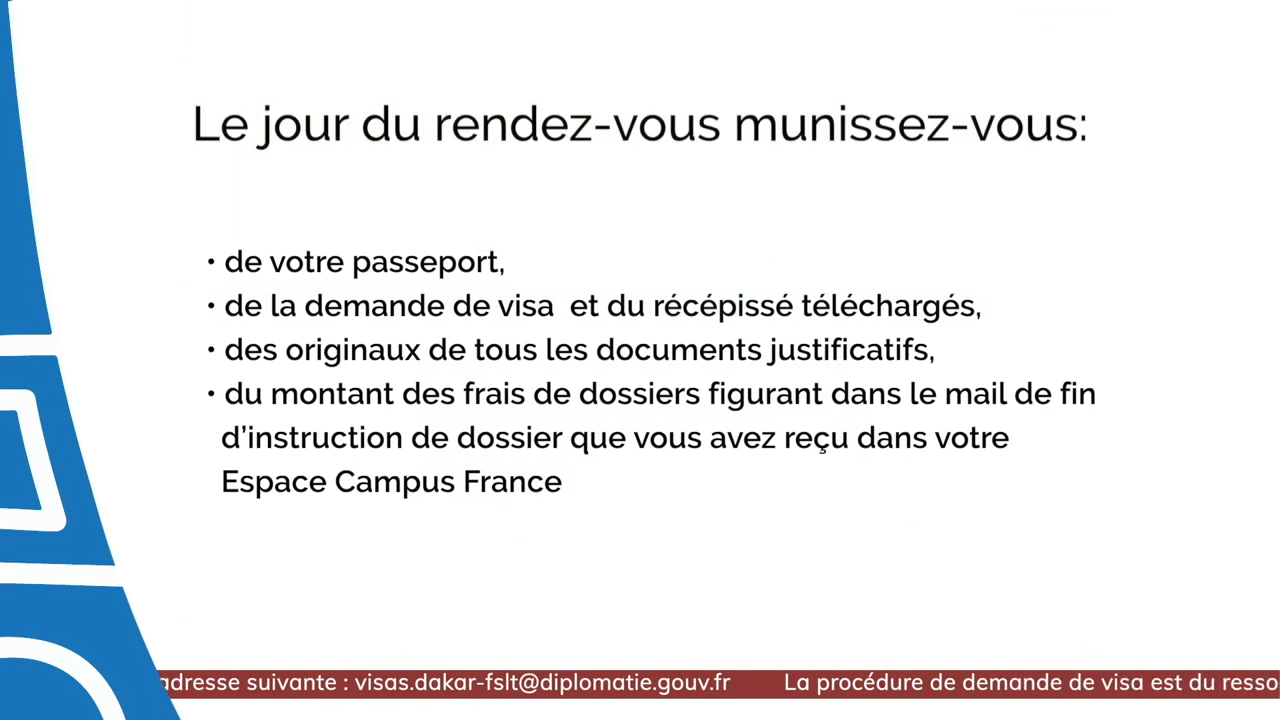 Le jour du rendez-vous munissez-vous:
• de votre passeport,
• de la demande de visa  et du récépissé téléchargés,
• des originaux de tous les documents justificatifs,
• du montant des frais de dossiers figurant dans le mail de fin
d’instruction de dossier que vous avez reçu dans votre
Espace Campus France
adresse suivante : visas.dakar-fslt@diplomatie.gouv.fr La procédure de demande de visa est du resso